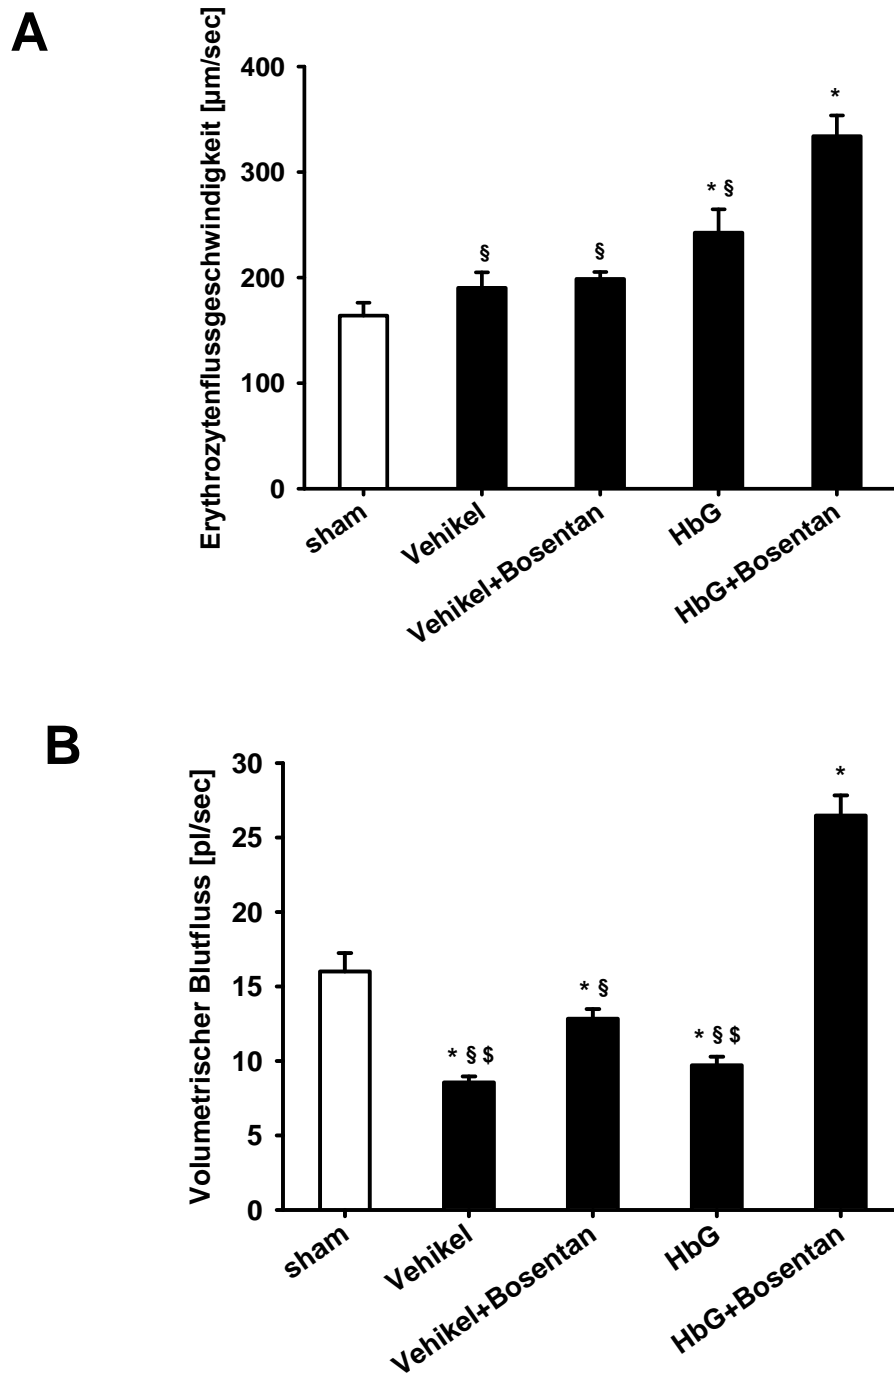 A
Erythrozytenflussgeschwindigkeit [µm/sec]
400
300
200
100
0
§
§
* §
*
sham
Vehikel
Vehikel+Bosentan
HbG
HbG+Bosentan
B
Volumetrischer Blutfluss [pl/sec]
30
25
20
15
10
5
0
* § $
* §
* § $
*
sham
Vehikel
Vehikel+Bosentan
HbG
HbG+Bosentan